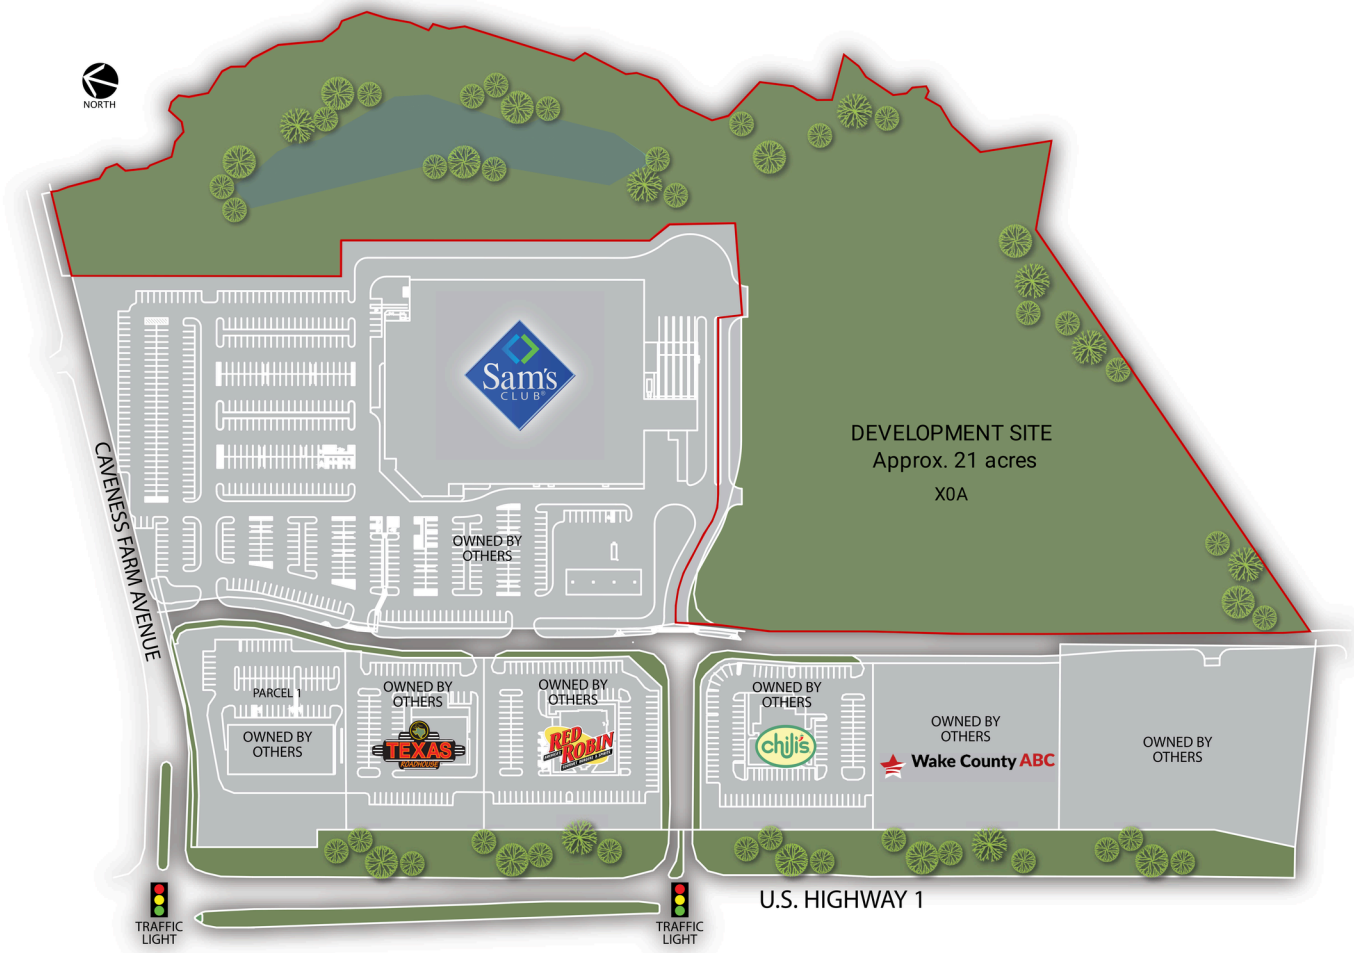 NORTH
Sam's
CLUB®
DEVELOPMENT SITE
Approx. 21 acres
X0A
CAVENESS FARM AVENUE
OWNED BY
OTHERS
PARCEL 1
OWNED BY
OTHERS
OWNED BY
OTHERS
TEXAS
ROADHOUSE
OWNED BY
OTHERS
RED
ROBIN
OWNED BY
OTHERS
chili's
OWNED BY
OTHERS
Wake County ABC
OWNED BY
OTHERS
U.S. HIGHWAY 1
TRAFFIC
LIGHT
TRAFFIC
LIGHT